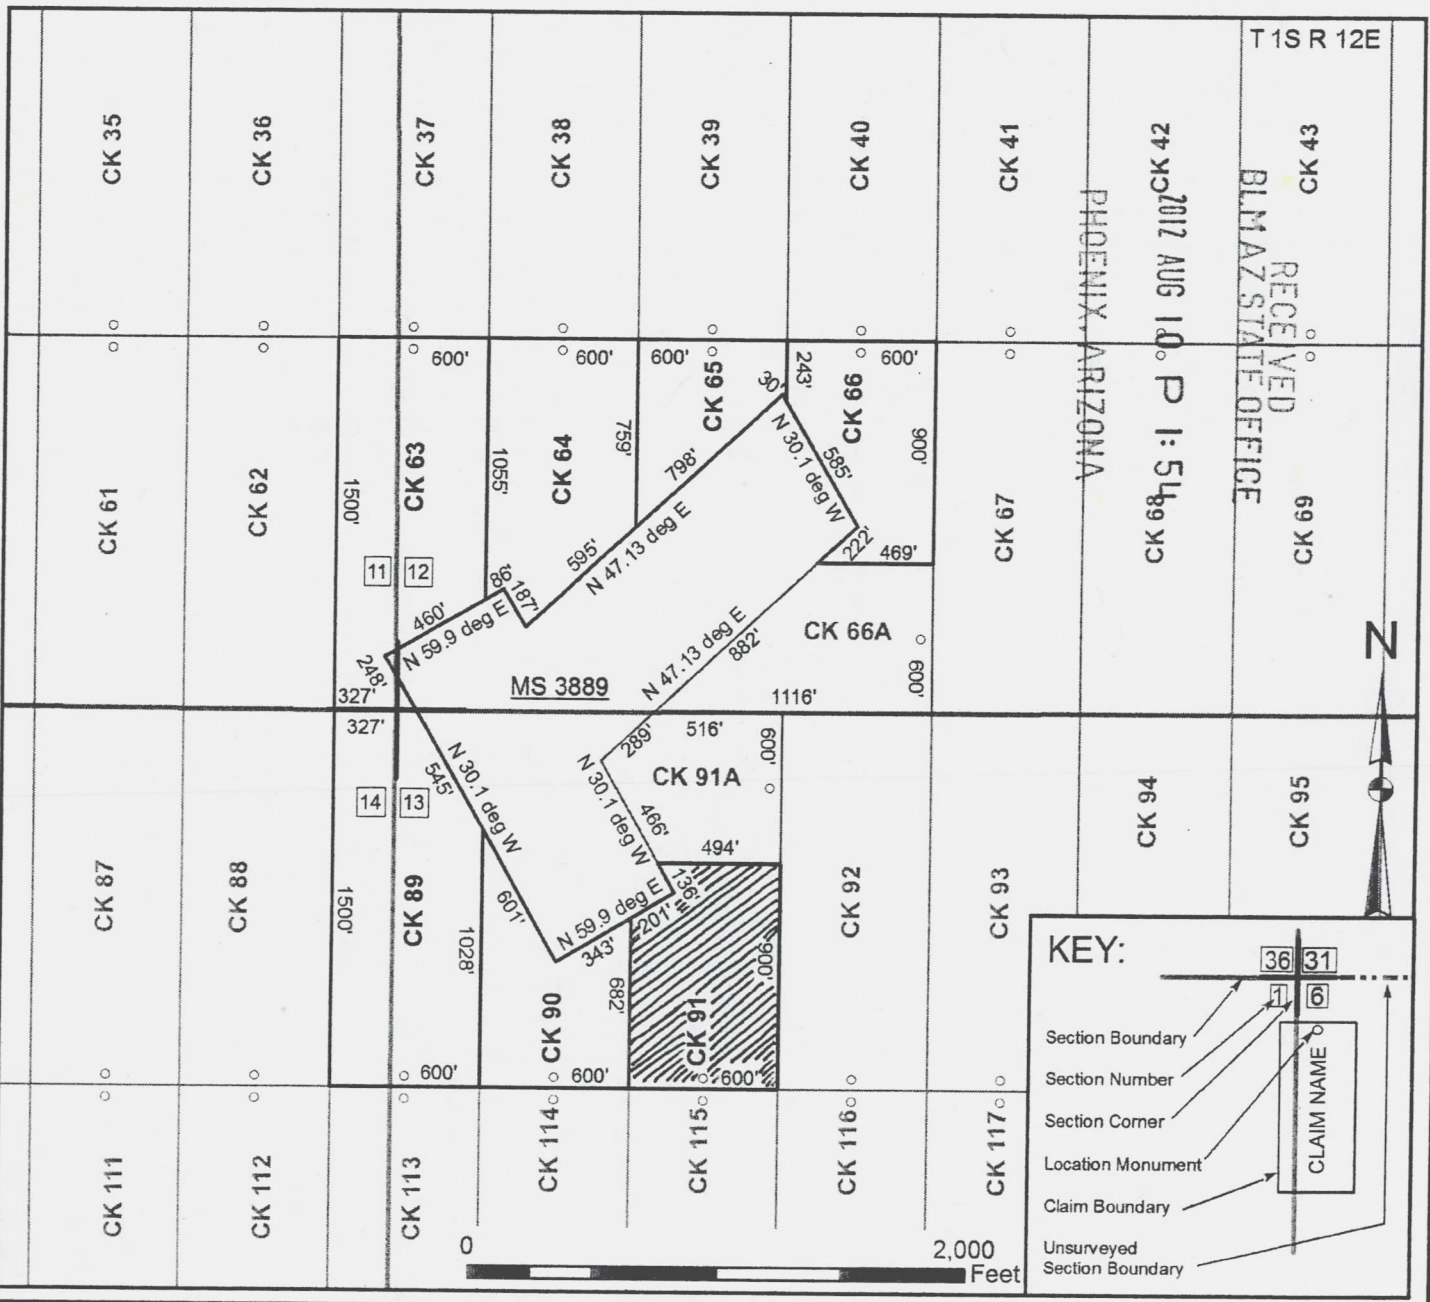 T 1S R 12E
CK 35
CK 36
CK 37
CK 38
CK 39
CK 40
CK 41
CK 42
CK 43
RECEIVED
BLM AZ STATE OFFICE
2012 AUG 10 P 1:54
PHOENIX, ARIZONA
600'
600'
600'
600'
243'
30'
CK 61
CK 62
CK 63
CK 64
CK 65
CK 66
CK 67
CK 68
CK 69
1500'
1055'
759'
798'
585'
900'
N 30.1 deg W
N 47.13 deg E
595'
222'
469'
11
12
86'
187'
460'
N 59.9 deg E
248'
327'
MS 3889
N 47.13 deg E
882'
CK 66A
600'
1116'
N
327'
545'
N 30.1 deg W
289'
516'
600'
CK 91A
N 30.1 deg W
466'
494'
14
13
CK 87
CK 88
CK 89
CK 90
CK 91
CK 92
CK 93
CK 94
CK 95
1500'
1028'
601'
N 59.9 deg E
343'
201'
136'
682'
900'
600'
600'
600'
CK 111
CK 112
CK 113
CK 114
CK 115
CK 116
CK 117
0
2,000
Feet
KEY:
36
31
1
6
Section Boundary
Section Number
Section Corner
Location Monument
Claim Boundary
Unsurveyed
Section Boundary
CLAIM NAME